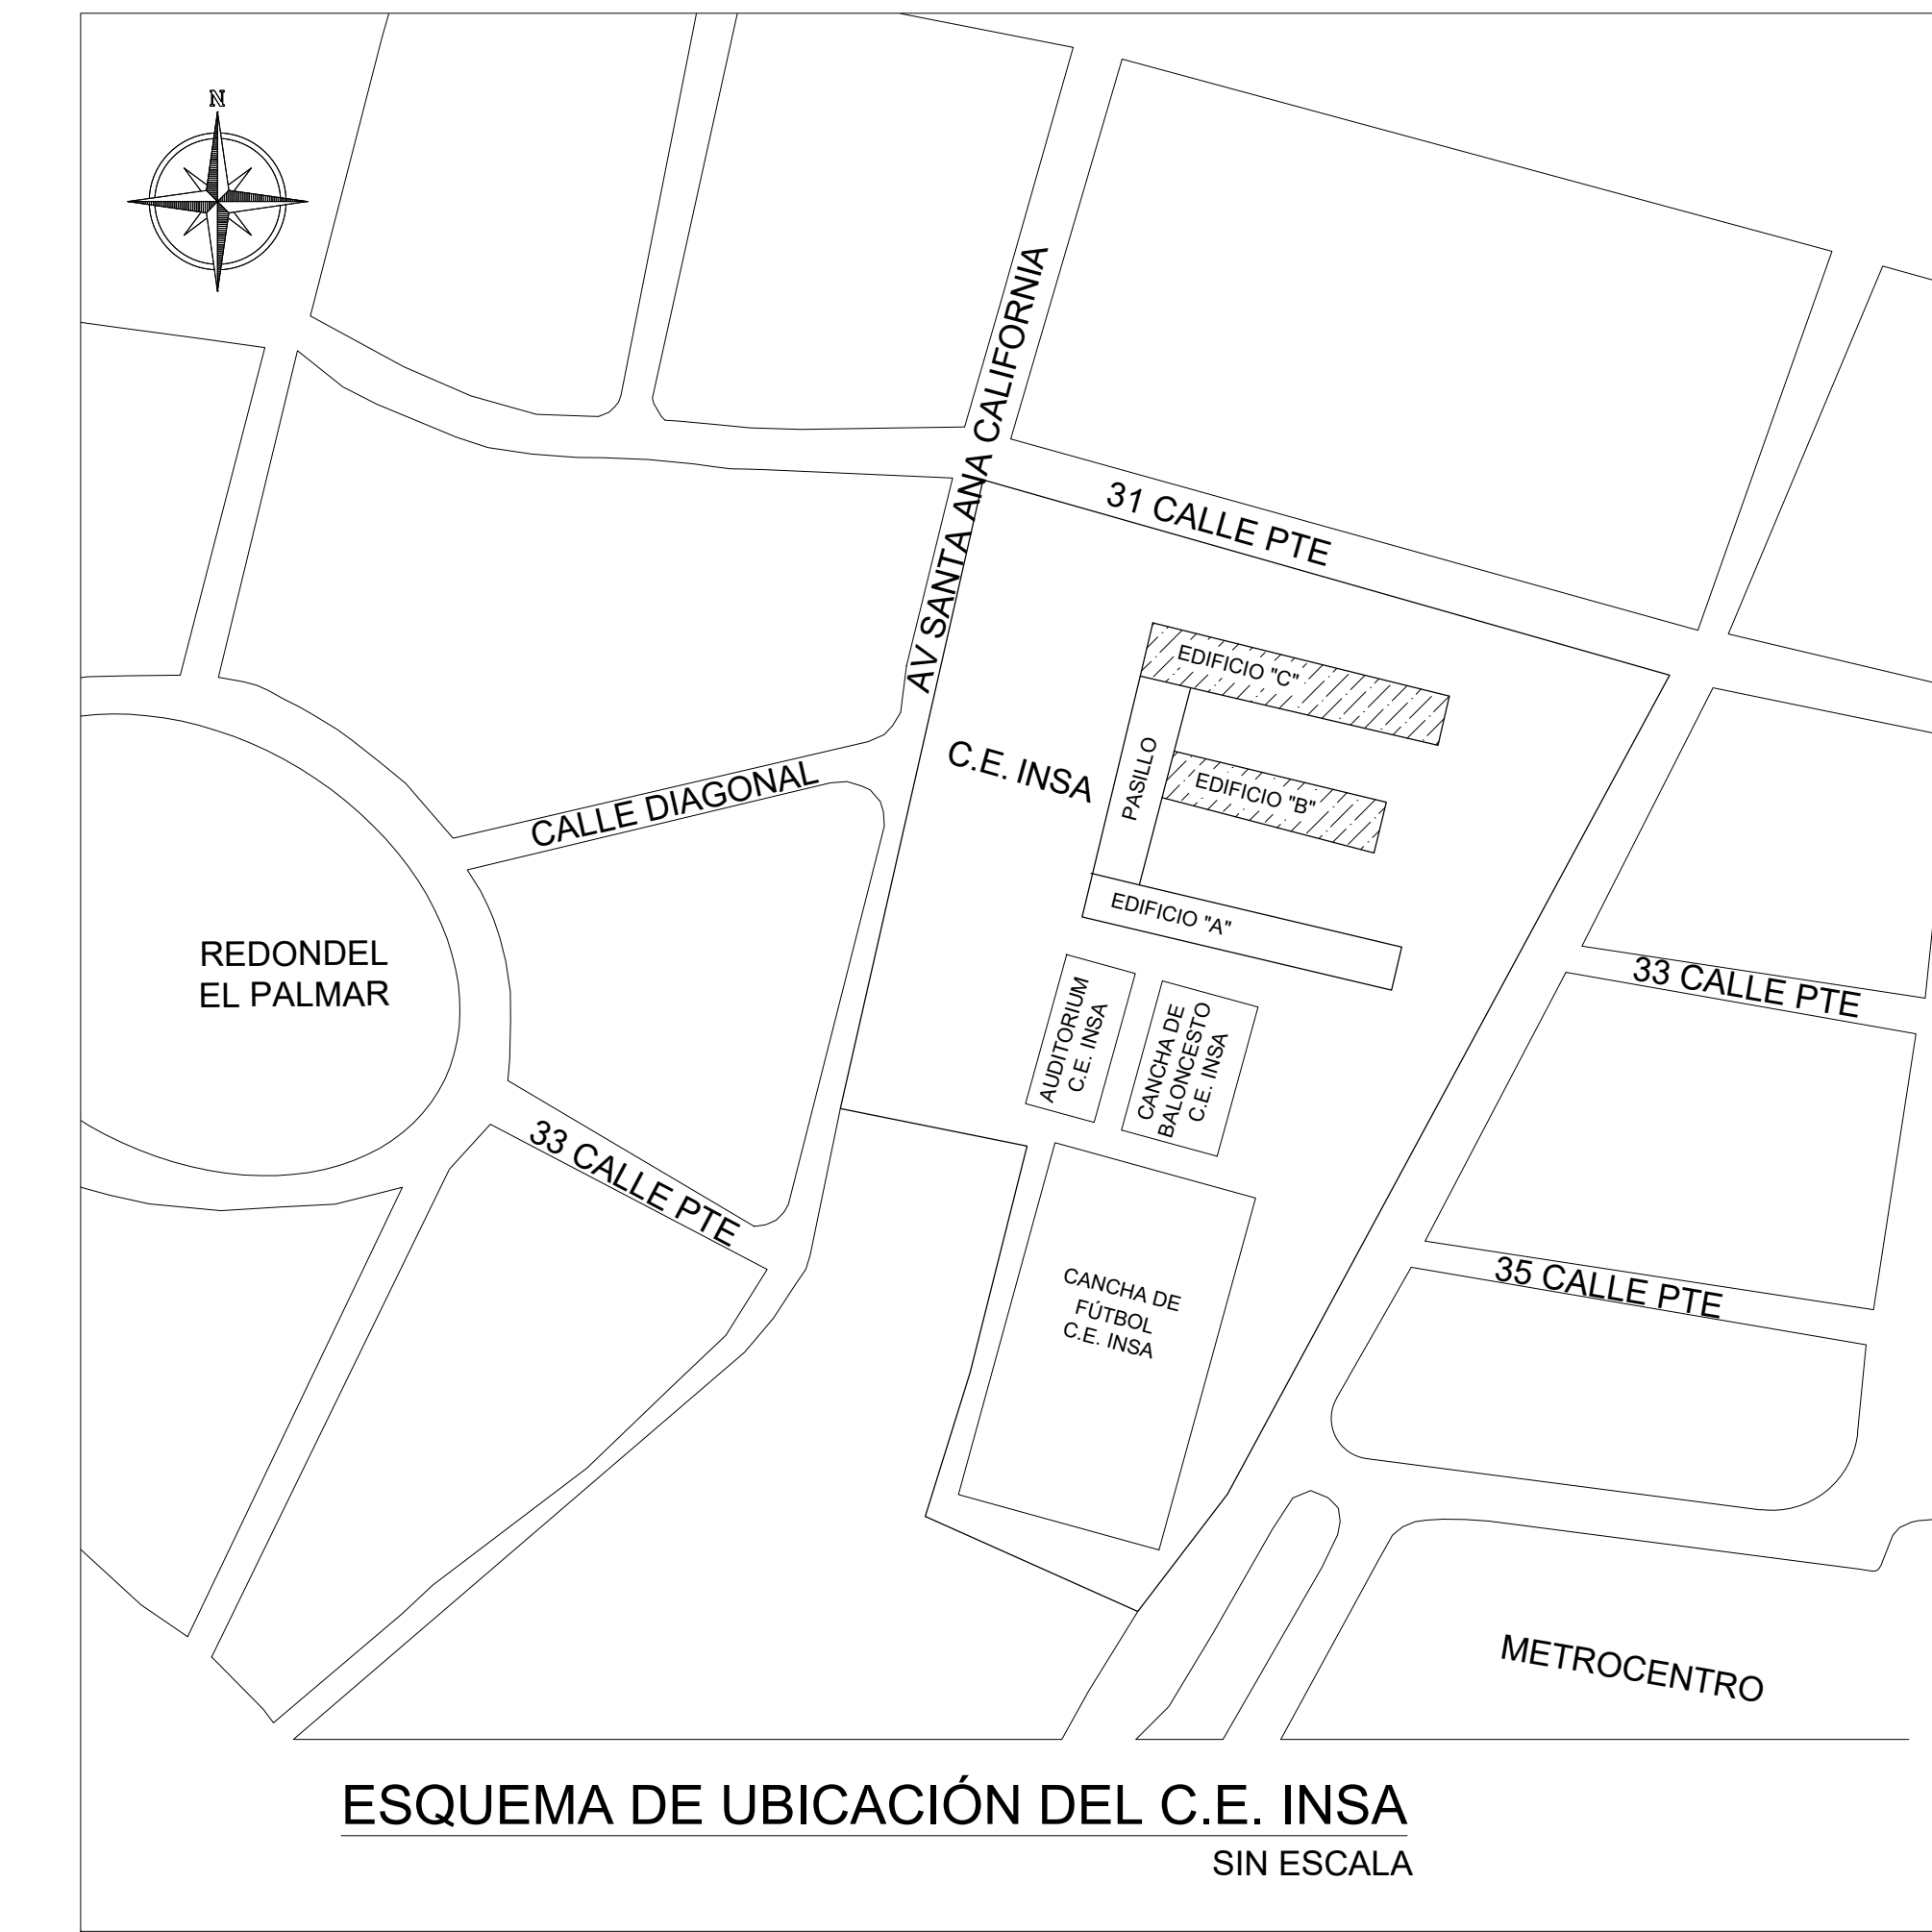 N
AV SANTA ANA CALIFORNIA
31 CALLE PTE
EDIFICIO "C"
C.E. INSA
PASILLO
EDIFICIO "B"
CALLE DIAGONAL
EDIFICIO "A"
REDONDEL
EL PALMAR
33 CALLE PTE
AUDITORIUM
C.E. INSA
CANCHA DE
BALONCESTO
C.E. INSA
33 CALLE PTE
CANCHA DE
FÚTBOL
C.E. INSA
35 CALLE PTE
METROCENTRO
ESQUEMA DE UBICACIÓN DEL C.E. INSA
SIN ESCALA